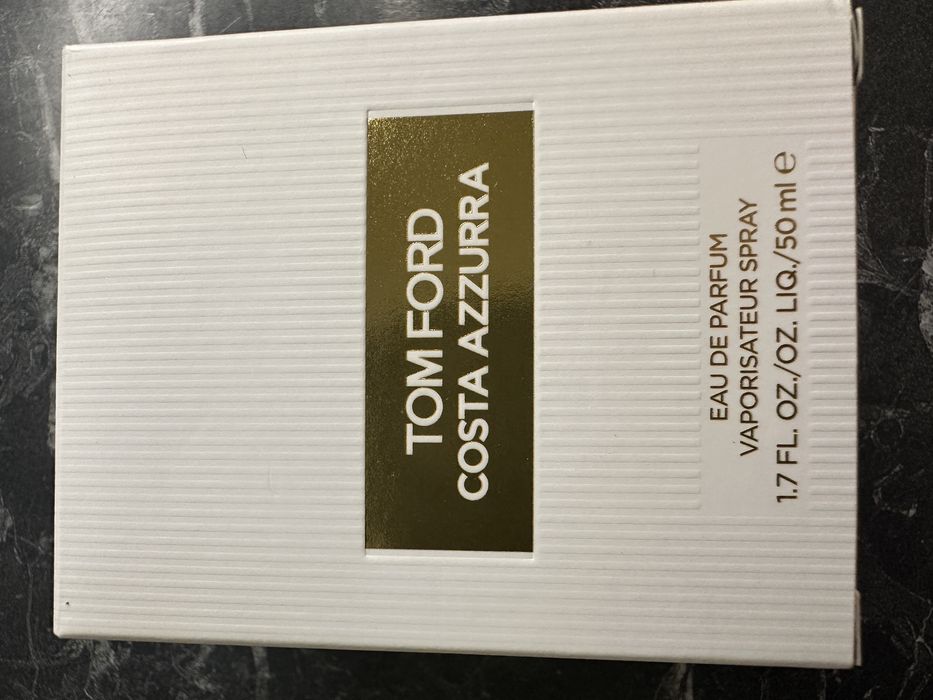 TOM FORD
COSTA AZZURRA
EAU DE PARFUM
VAPORISATEUR SPRAY
1.7 FL. OZ./OZ. LIQ./50 ml ℮